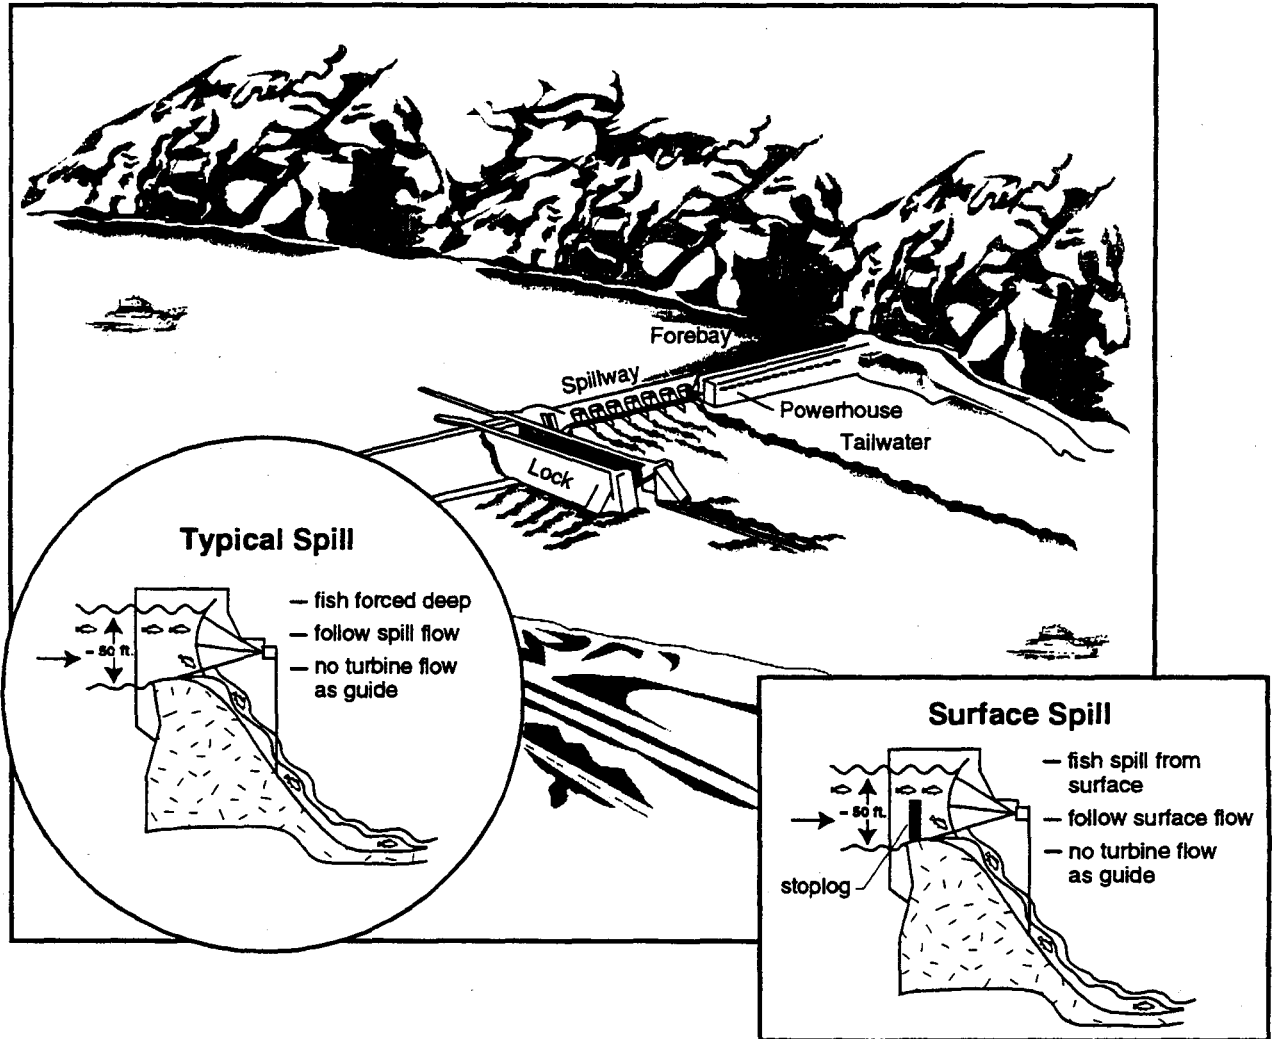 Forebay
Spillway
Powerhouse
Tailwater
Lock
Typical Spill
— fish forced deep
— follow spill flow
— no turbine flow
as guide
~ 50 ft.
Surface Spill
— fish spill from
surface
— follow surface flow
— no turbine flow
as guide
~ 50 ft.
stoplog